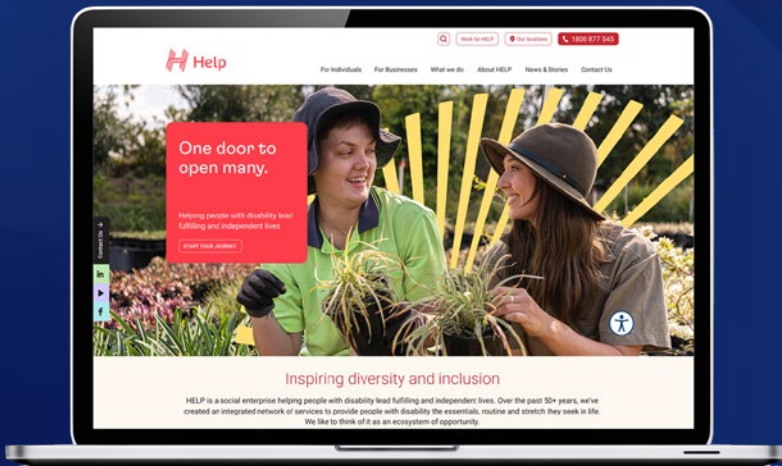 Work for HELP
Our locations
1800 877 545
Help
For Individuals
For Businesses
What we do
About HELP
News & Stories
Contact Us
One door to
open many.
Helping people with disability lead
fulfilling and independent lives
START YOUR JOURNEY
Contact Us
in
f
Inspiring diversity and inclusion
HELP is a social enterprise helping people with disability lead fulfilling and independent lives. Over the past 50+ years, we've
created an integrated network of services to provide people with disability the essentials, routine and stretch they seek in life.
We like to think of it as an ecosystem of opportunity.